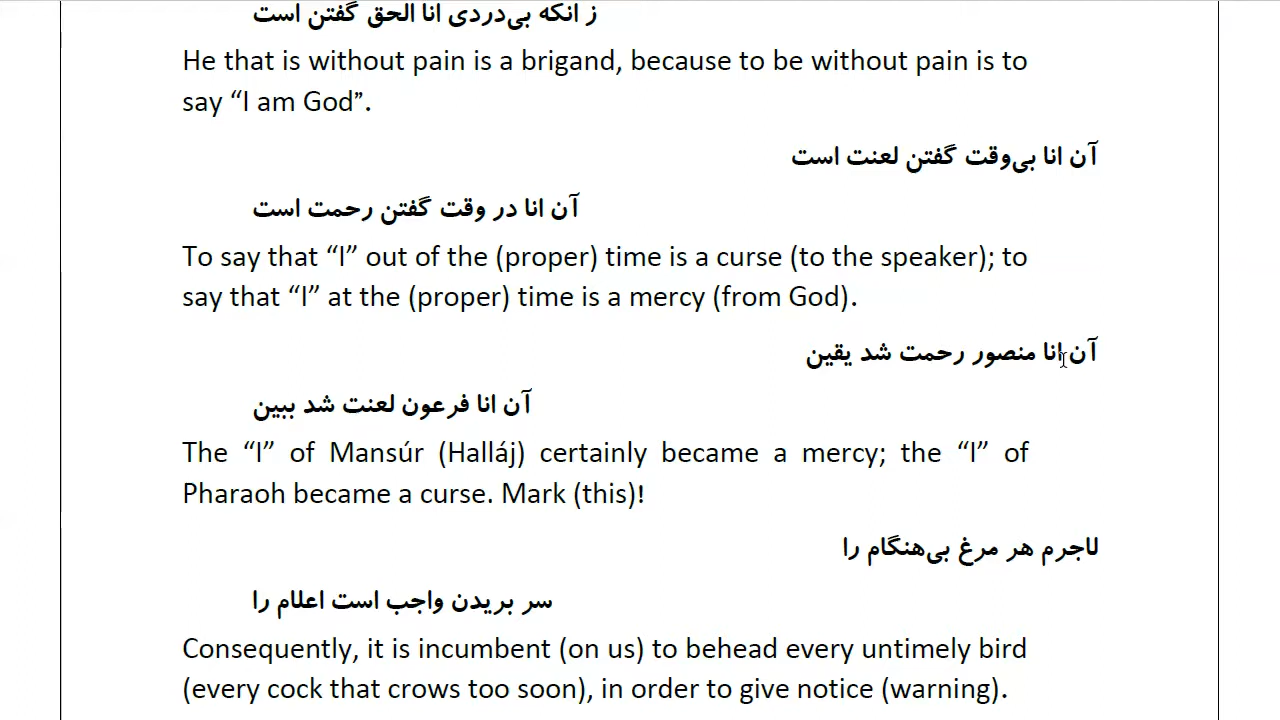 ز انکه بی‌دردی انا الحق گفتن است
He that is without pain is a brigand, because to be without pain is to
say “I am God”.
آن انا بی‌وقت گفتن لعنت است
آن انا در وقت گفتن رحمت است
To say that “I” out of the (proper) time is a curse (to the speaker); to
say that “I” at the (proper) time is a mercy (from God).
آن انا منصور رحمت شد یقین
آن انا فرعون لعنت شد ببین
The “I” of Mansúr (Halláj) certainly became a mercy; the “I” of
Pharaoh became a curse. Mark (this)!
لاجرم هر مرغ بی‌هنگام را
سر بریدن واجب است اعلام را
Consequently, it is incumbent (on us) to behead every untimely bird
(every cock that crows too soon), in order to give notice (warning).